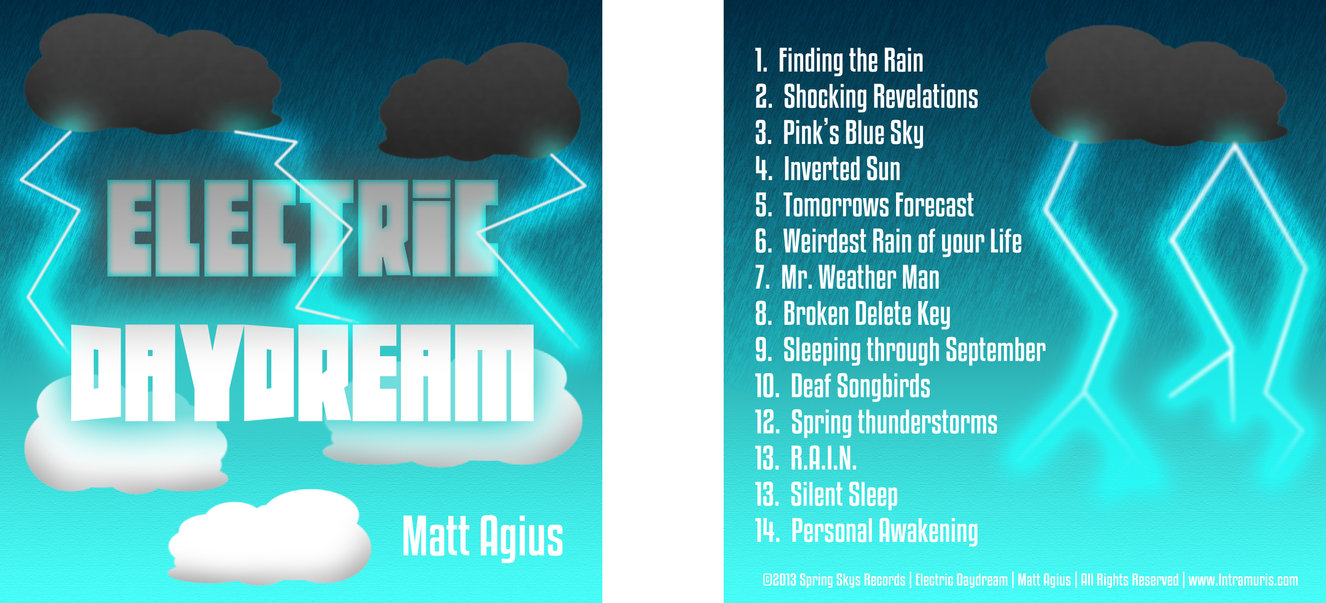 ELECTRIC
DAYDREAM
Matt Agius
1. Finding the Rain
2. Shocking Revelations
3. Pink's Blue Sky
4. Inverted Sun
5. Tomorrows Forecast
6. Weirdest Rain of your Life
7. Mr. Weather Man
8. Broken Delete Key
9. Sleeping through September
10. Deaf Songbirds
12. Spring thunderstorms
13. R.A.I.N.
13. Silent Sleep
14. Personal Awakening
©2013 Spring Skys Records | Electric Daydream | Matt Agius | All Rights Reserved | www.Intramuris.com